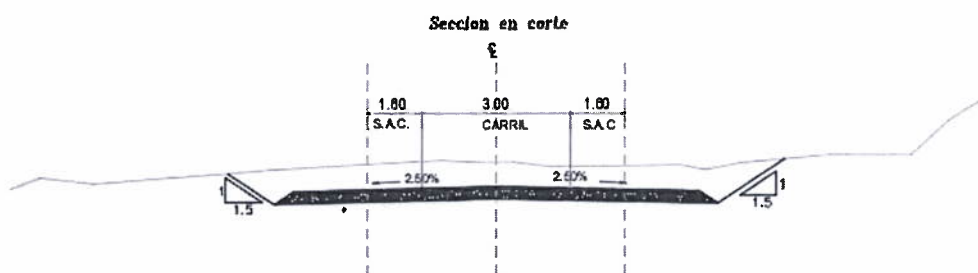 Seccion en corte
℄
1.60 3.00 1.60
S.A.C. CARRIL S.A.C
2.50% 2.50%
1 1
1.5 1.5